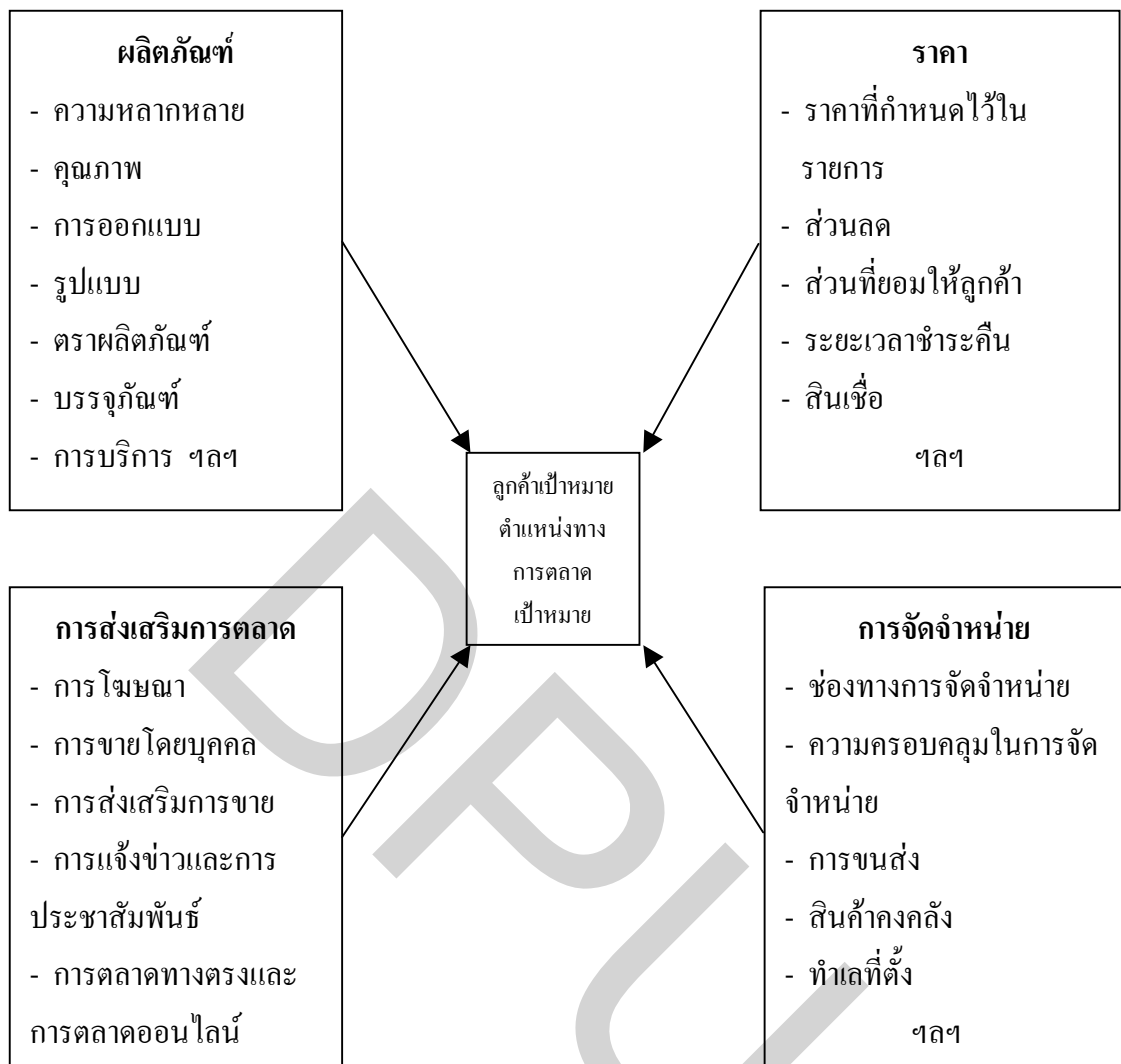 ผลิตภัณฑ์
- ความหลากหลาย
- คุณภาพ
- การออกแบบ
- รูปแบบ
- ตราผลิตภัณฑ์
- บรรจุภัณฑ์
- การบริการ ฯลฯ
ราคา
- ราคาที่กำหนดไว้ใน
รายการ
- ส่วนลด
- ส่วนที่ยอมให้ลูกค้า
- ระยะเวลาชำระคืน
- สินเชื่อ
ฯลฯ
ลูกค้าเป้าหมาย
ตำแหน่งทาง
การตลาด
เป้าหมาย
การส่งเสริมการตลาด
- การโฆษณา
- การขายโดยบุคคล
- การส่งเสริมการขาย
- การแจ้งข่าวและการ
ประชาสัมพันธ์
- การตลาดทางตรงและ
การตลาดออนไลน์
การจัดจำหน่าย
- ช่องทางการจัดจำหน่าย
- ความครอบคลุมในการจัด
จำหน่าย
- การขนส่ง
- สินค้าคงคลัง
- ทำเลที่ตั้ง
ฯลฯ
DPU